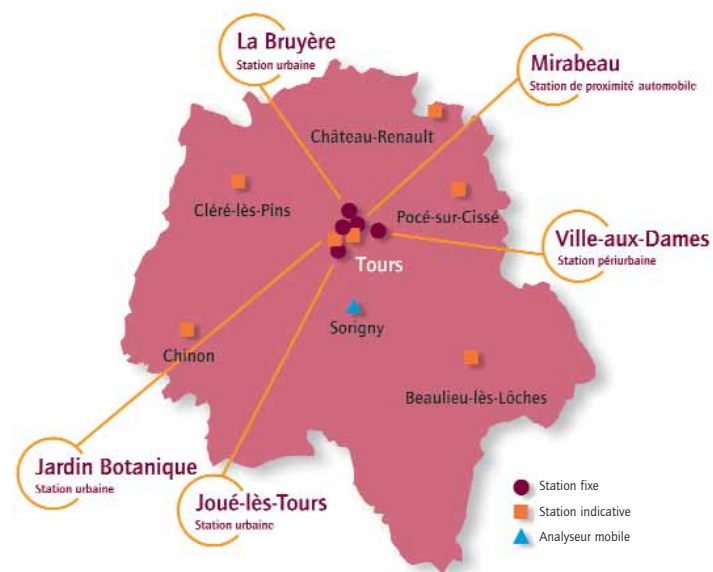 La Bruyère
Station urbaine
Mirabeau
Station de proximité automobile
Château-Renault
Cléré-lès-Pins
Pocé-sur-Cissé
Ville-aux-Dames
Station périurbaine
Tours
Sorigny
Chinon
Beaulieu-lès-Lôches
Jardin Botanique
Station urbaine
Joué-lès-Tours
Station urbaine
Station fixe
Station indicative
Analyseur mobile